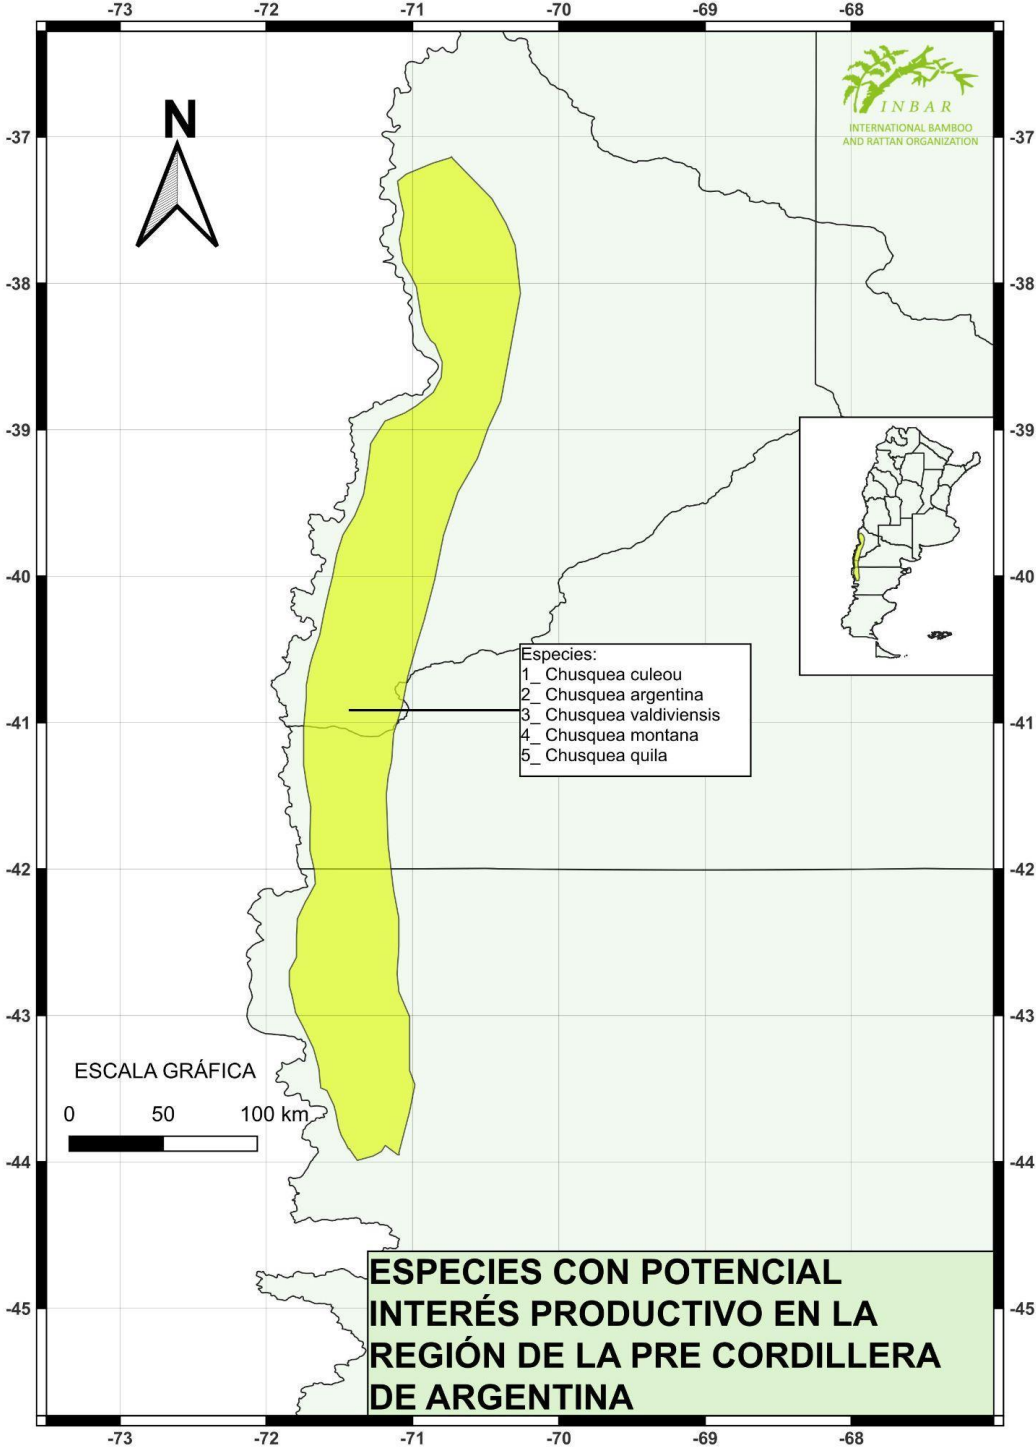 -73 -72 -71 -70 -69 -68
INBAR
INTERNATIONAL BAMBOO
AND RATTAN ORGANIZATION
N
-37 -37
-38 -38
-39 -39
-40 -40
Especies:
1_ Chusquea culeou
2_ Chusquea argentina
3_ Chusquea valdiviensis
4_ Chusquea montana
5_ Chusquea quila
-41 -41
-42 -42
-43 -43
ESCALA GRÁFICA
0 50 100 km
-44 -44
ESPECIES CON POTENCIAL
INTERÉS PRODUCTIVO EN LA
REGIÓN DE LA PRE CORDILLERA
DE ARGENTINA
-45 -45
-73 -72 -71 -70 -69 -68